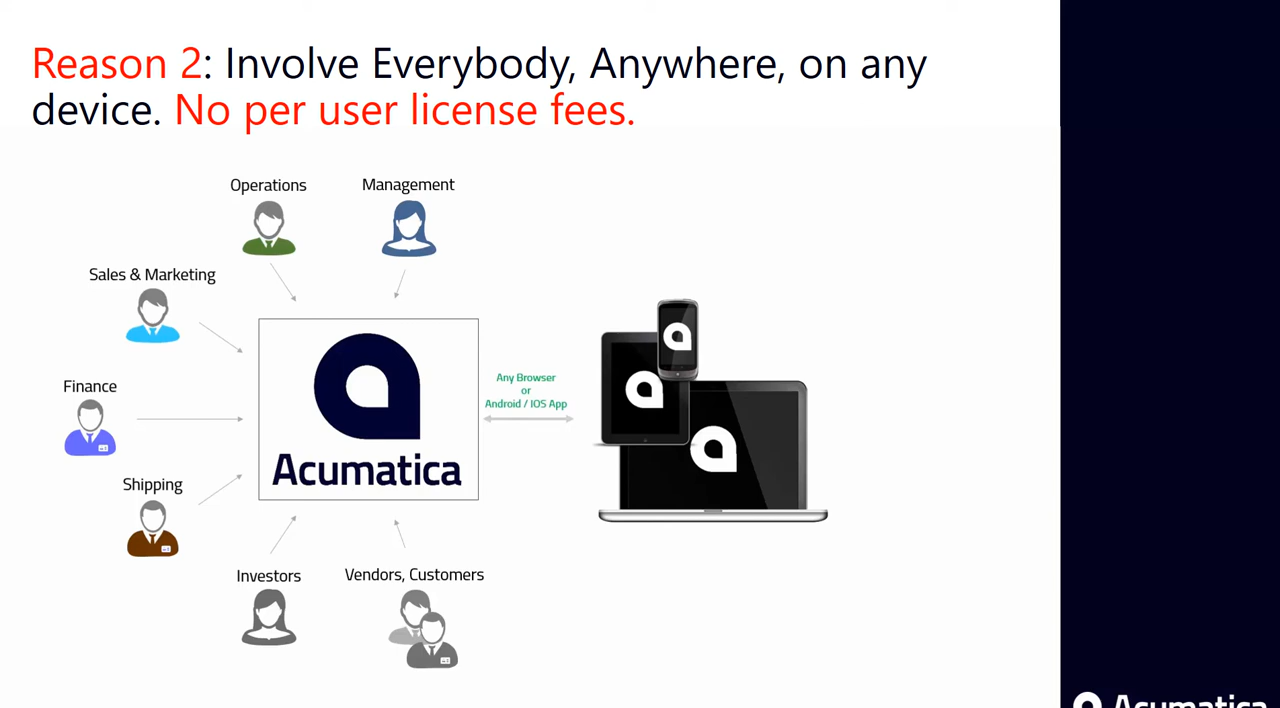 Reason 2: Involve Everybody, Anywhere, on any
device. No per user license fees.
Operations
Management
Sales & Marketing
Finance
Shipping
Investors
Vendors, Customers
Acumatica
Any Browser
or
Android / IOS App
Acumatica